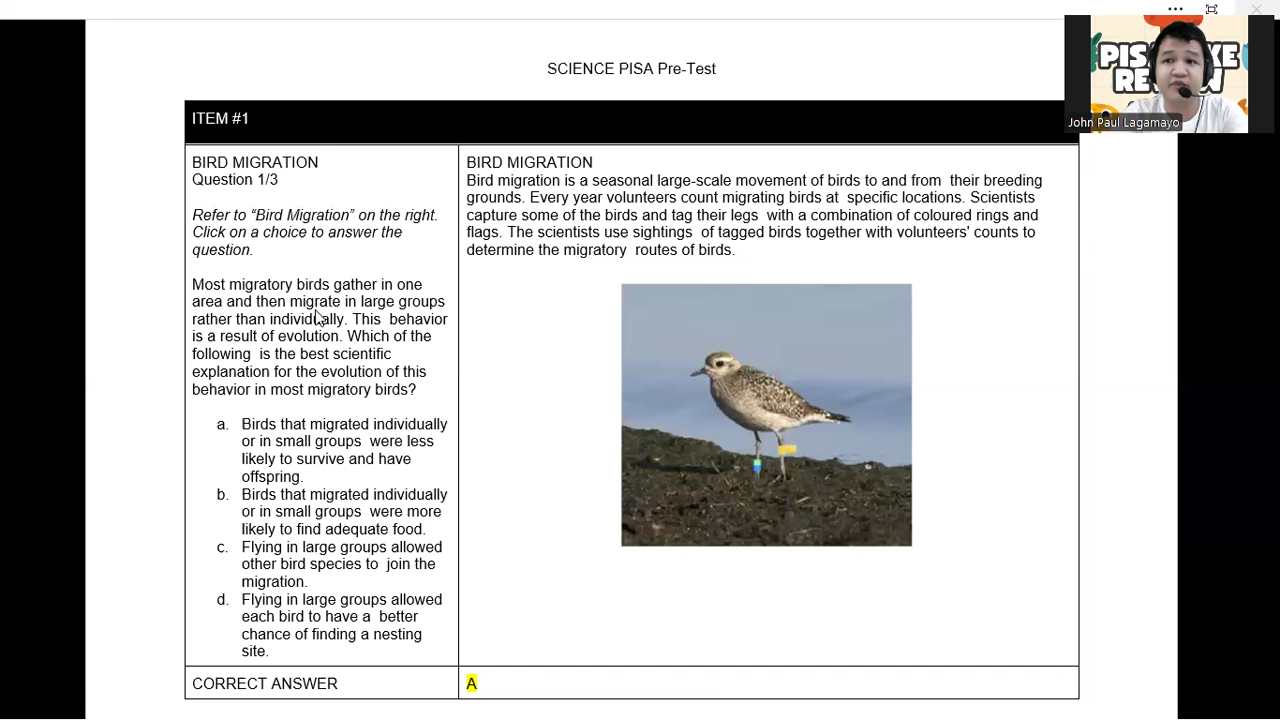 SCIENCE PISA Pre-Test
ITEM #1
BIRD MIGRATION
Question 1/3
Refer to “Bird Migration” on the right.
Click on a choice to answer the
question.
Most migratory birds gather in one
area and then migrate in large groups
rather than individually. This behavior
is a result of evolution. Which of the
following is the best scientific
explanation for the evolution of this
behavior in most migratory birds?
a. Birds that migrated individually
or in small groups were less
likely to survive and have
offspring.
b. Birds that migrated individually
or in small groups were more
likely to find adequate food.
c. Flying in large groups allowed
other bird species to join the
migration.
d. Flying in large groups allowed
each bird to have a better
chance of finding a nesting
site.
BIRD MIGRATION
Bird migration is a seasonal large-scale movement of birds to and from their breeding
grounds. Every year volunteers count migrating birds at specific locations. Scientists
capture some of the birds and tag their legs with a combination of coloured rings and
flags. The scientists use sightings of tagged birds together with volunteers' counts to
determine the migratory routes of birds.
CORRECT ANSWER
A
John Paul Lagamayo